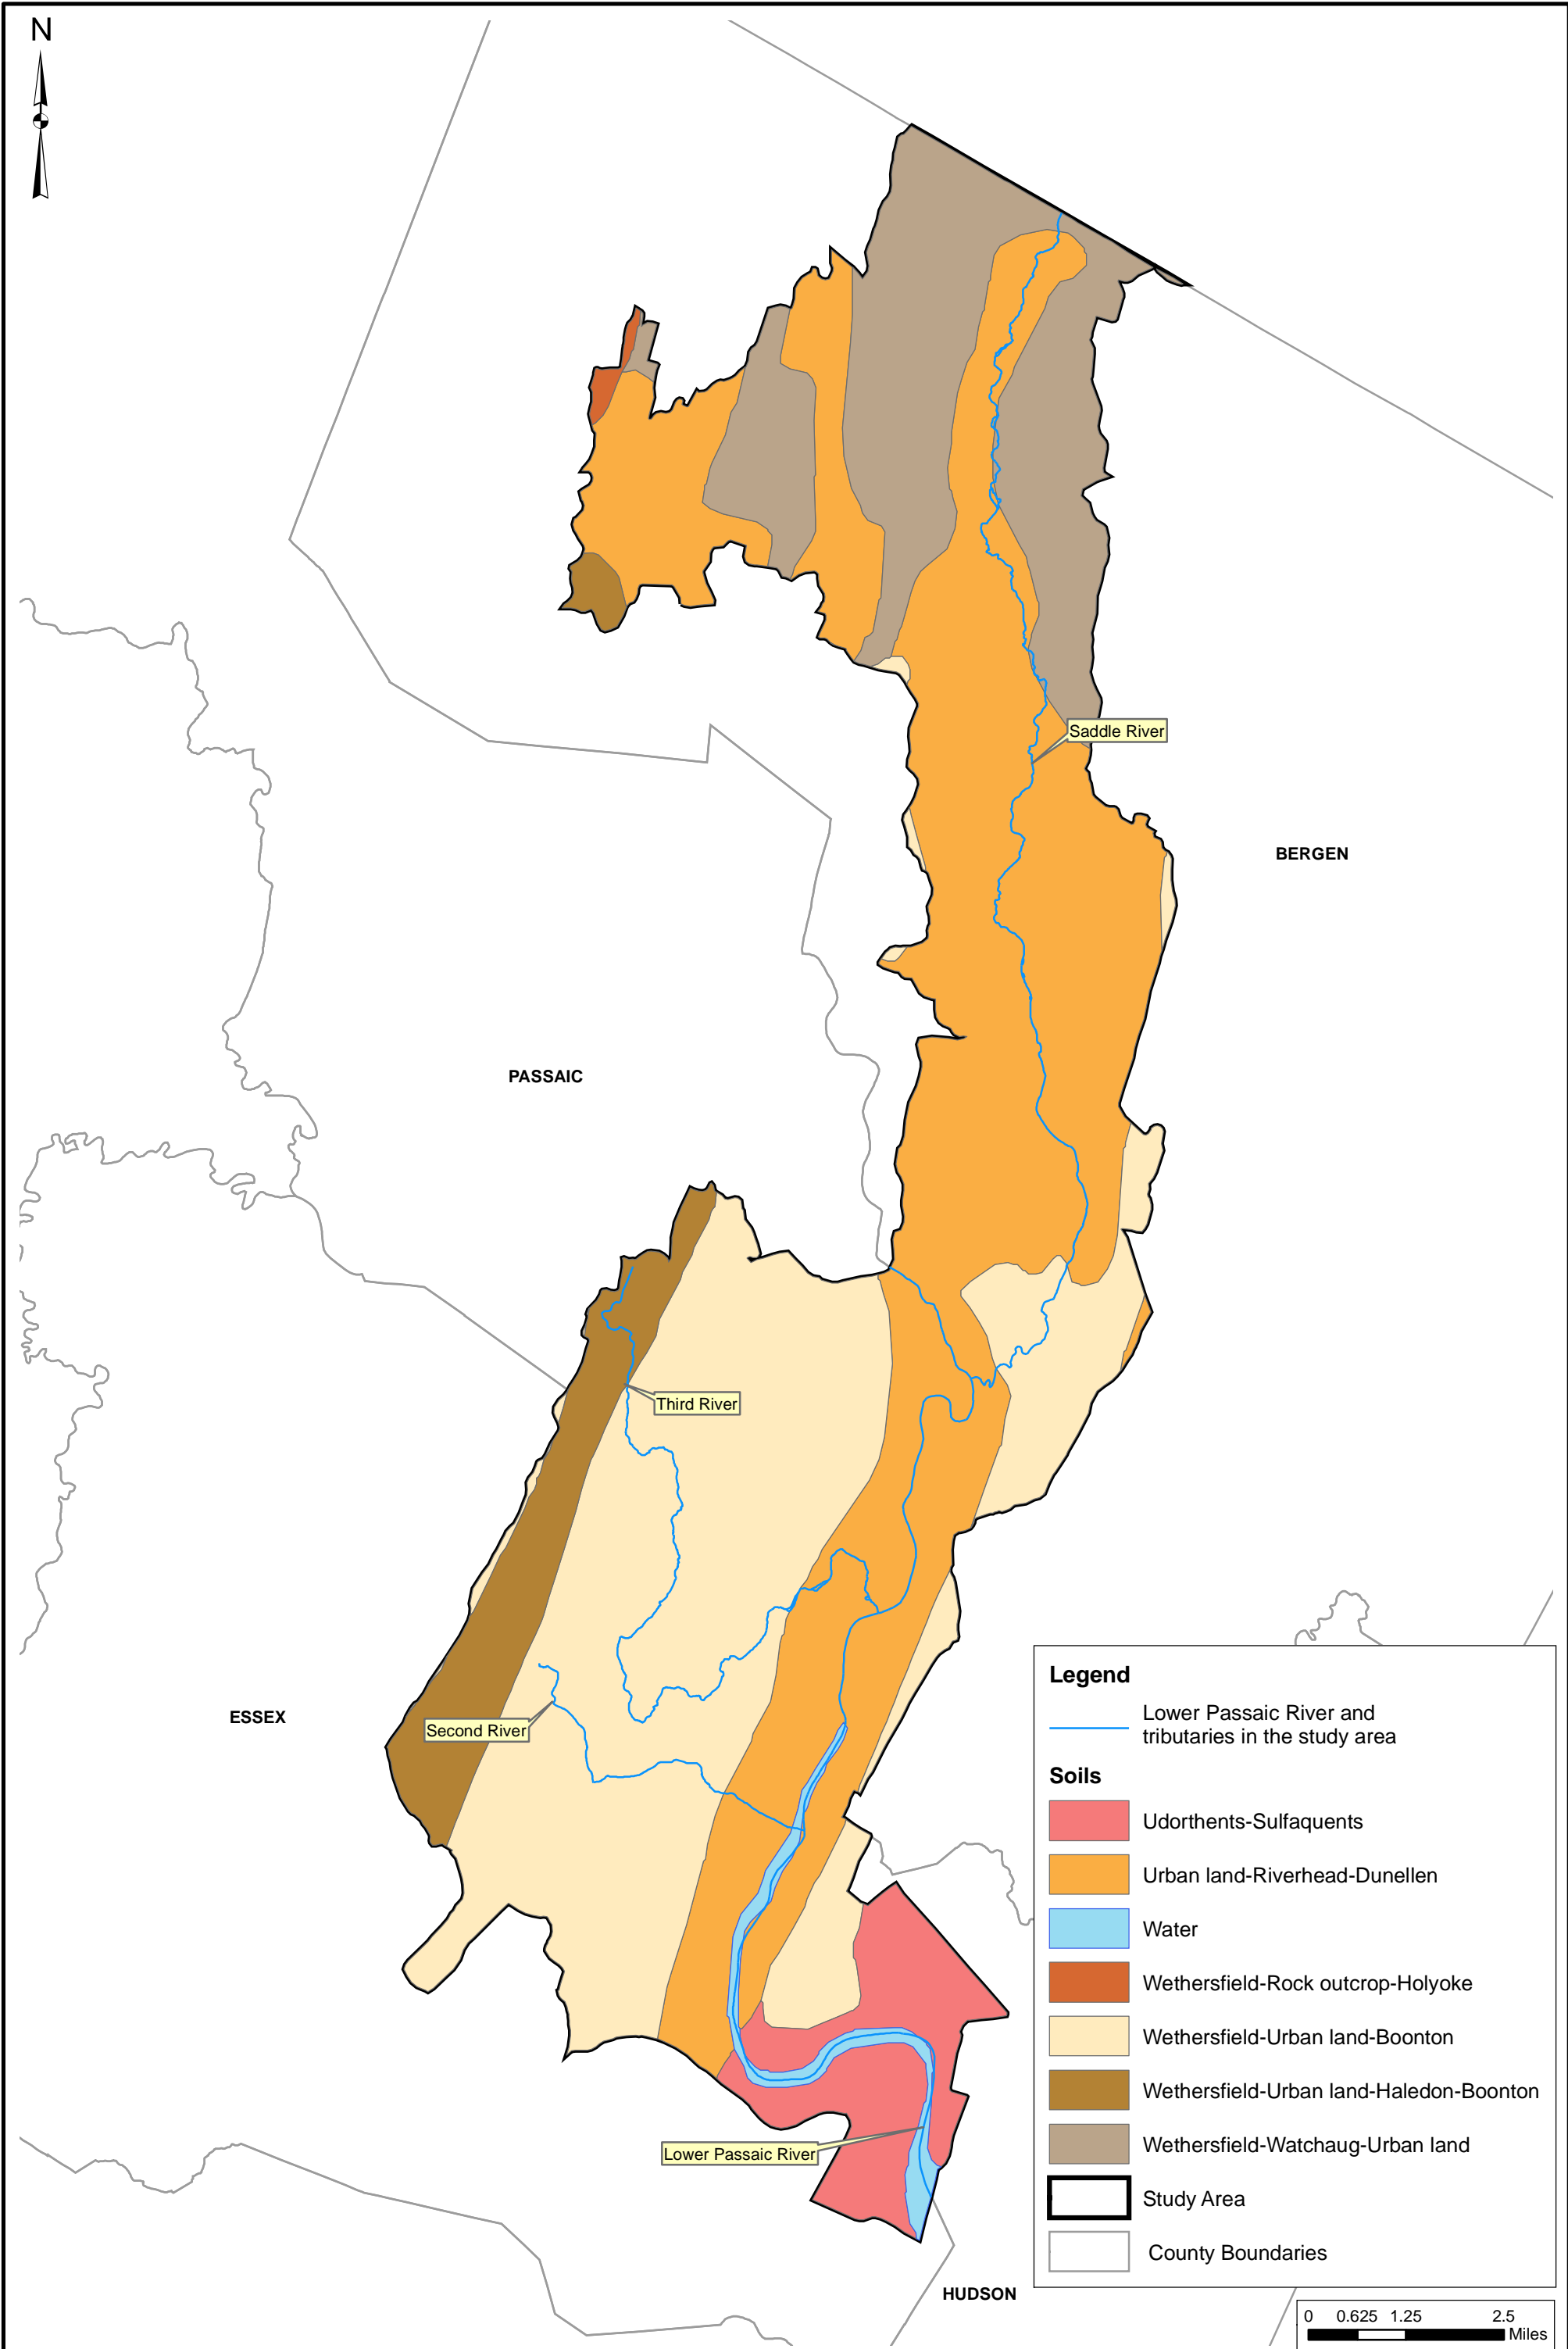 N
Saddle River
BERGEN
PASSAIC
Third River
ESSEX
Second River
Lower Passaic River
HUDSON
Legend
Lower Passaic River and
tributaries in the study area
Soils
Udorthents-Sulfaquents
Urban land-Riverhead-Dunellen
Water
Wethersfield-Rock outcrop-Holyoke
Wethersfield-Urban land-Boonton
Wethersfield-Urban land-Haledon-Boonton
Wethersfield-Watchaug-Urban land
Study Area
County Boundaries
0 0.625 1.25 2.5
Miles